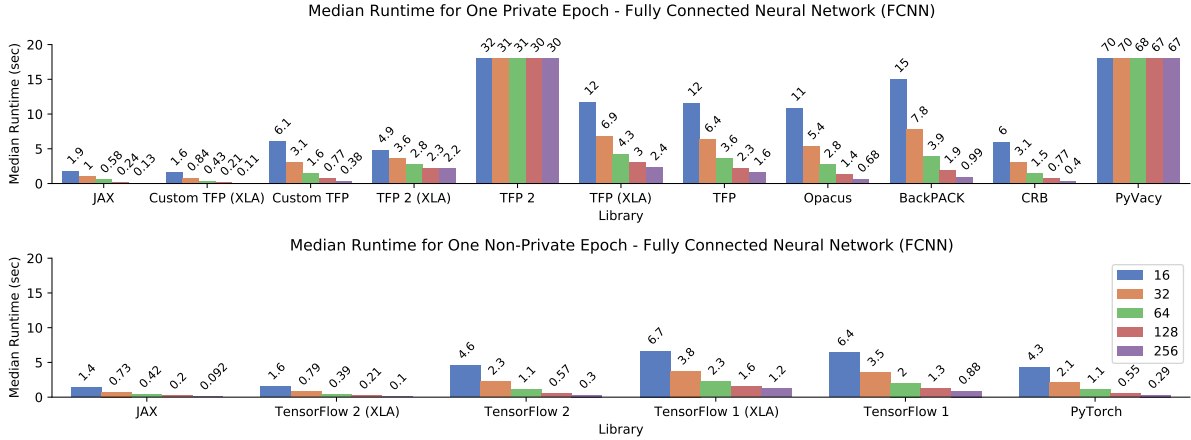 Median Runtime for One Private Epoch - Fully Connected Neural Network (FCNN)
Median Runtime (sec)
20
15
10
5
0
1.9 1 0.58 0.24 0.13
1.6 0.84 0.43 0.21 0.11
6.1 3.1 1.6 0.77 0.38
4.9 3.6 2.8 2.3 2.2
32 31 31 30 30
12 6.9 4.3 3 2.4
12 6.4 3.6 2.3 1.6
11 5.4 2.8 1.4 0.68
15 7.8 3.9 1.9 0.99
6 3.1 1.5 0.77 0.4
70 70 68 67 67
JAX Custom TFP (XLA) Custom TFP TFP 2 (XLA) TFP 2 TFP (XLA) TFP Opacus BackPACK CRB PyVacy
Library
Median Runtime for One Non-Private Epoch - Fully Connected Neural Network (FCNN)
Median Runtime (sec)
20
15
10
5
0
1.4 0.73 0.42 0.2 0.092
1.6 0.79 0.39 0.21 0.1
4.6 2.3 1.1 0.57 0.3
6.7 3.8 2.3 1.6 1.2
6.4 3.5 2 1.3 0.88
4.3 2.1 1.1 0.55 0.29
16
32
64
128
256
JAX TensorFlow 2 (XLA) TensorFlow 2 TensorFlow 1 (XLA) TensorFlow 1 PyTorch
Library